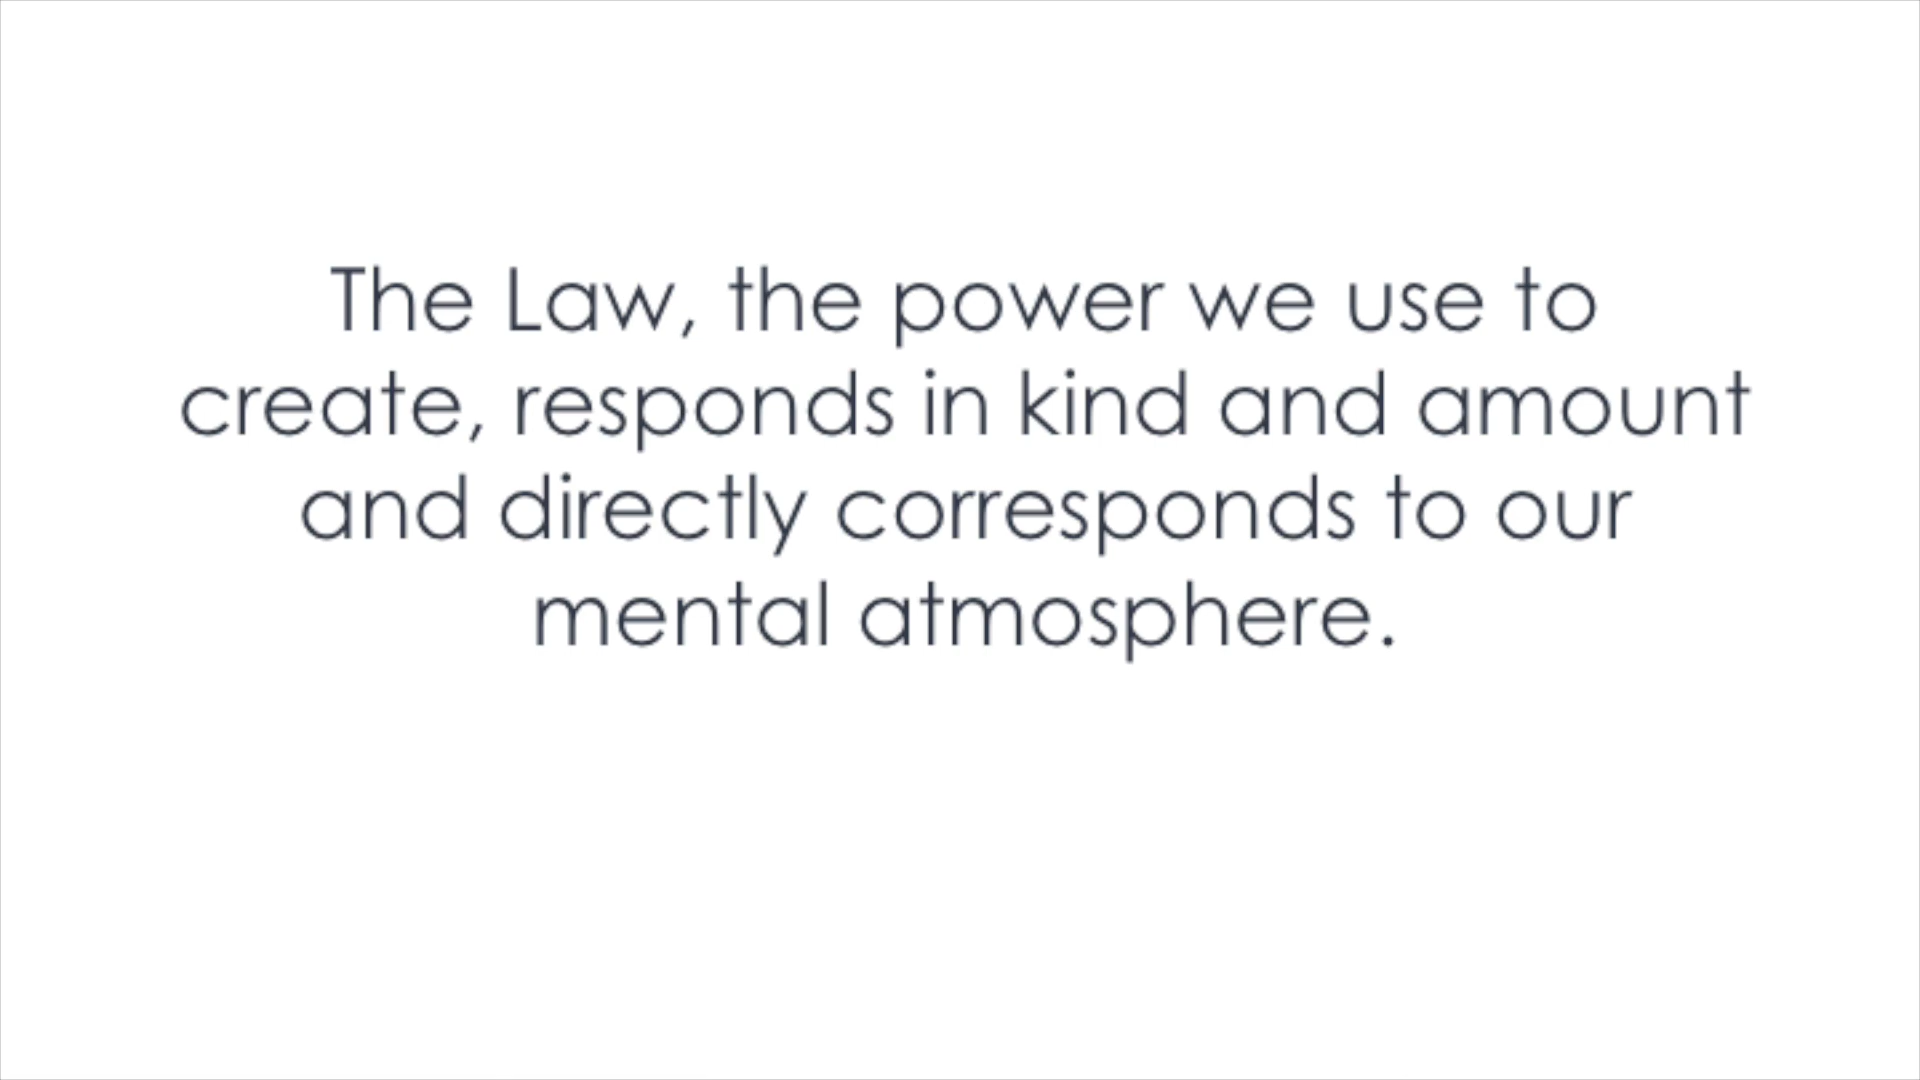 The Law, the power we use to
create, responds in kind and amount
and directly corresponds to our
mental atmosphere.